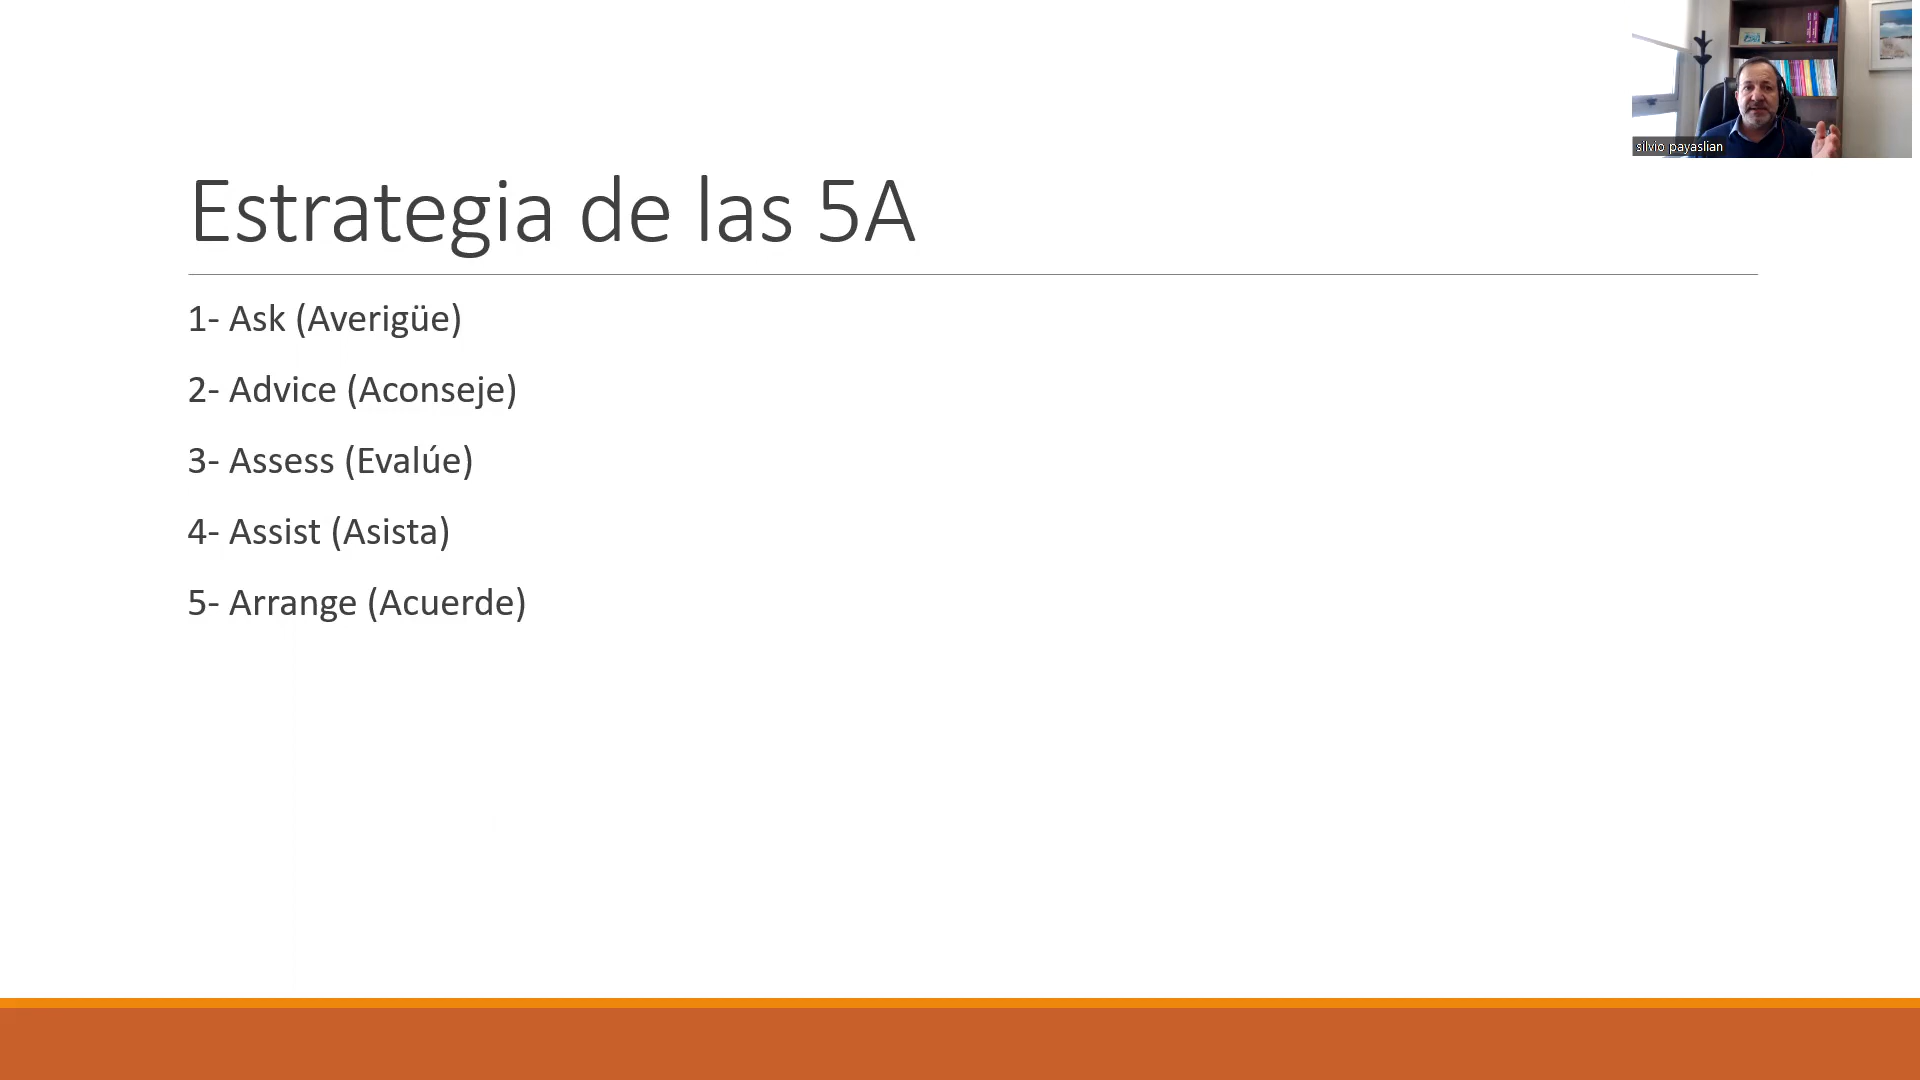 silvio payaslian
Estrategia de las 5A
1- Ask (Averigüe)
2- Advice (Aconseje)
3- Assess (Evalúe)
4- Assist (Asista)
5- Arrange (Acuerde)